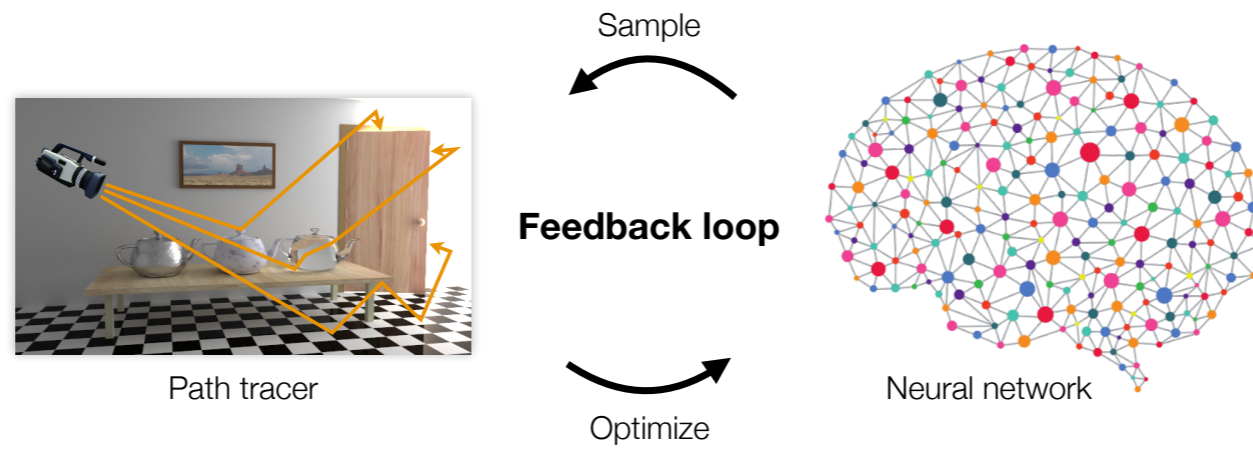 Sample
Feedback loop
Path tracer
Neural network
Optimize